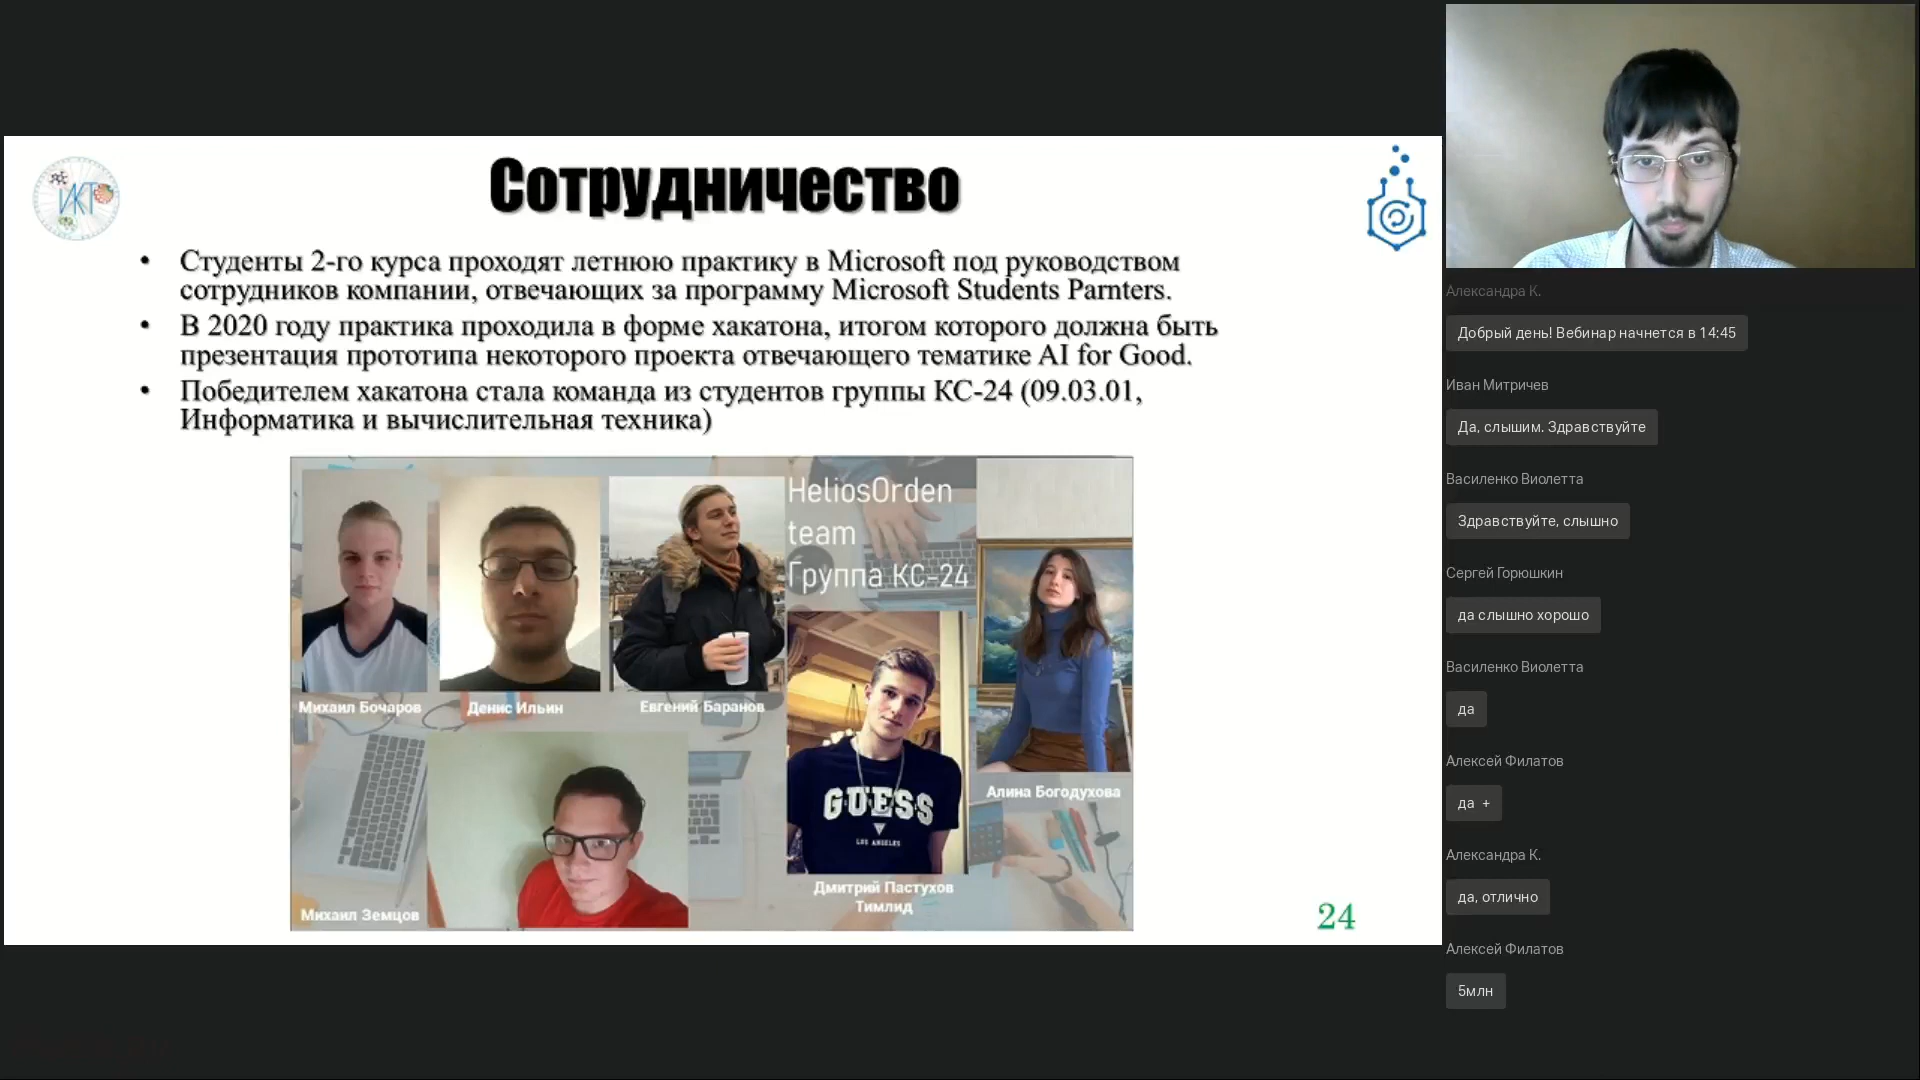 ИКТ
Сотрудничество
• Студенты 2-го курса проходят летнюю практику в Microsoft под руководством
сотрудников компании, отвечающих за программу Microsoft Students Parnters.
• В 2020 году практика проходила в форме хакатона, итогом которого должна быть
презентация прототипа некоторого проекта отвечающего тематике AI for Good.
• Победителем хакатона стала команда из студентов группы КС-24 (09.03.01,
Информатика и вычислительная техника)
HeliosOrden
team
Группа КС-24
Михаил Бочаров
Денис Ильин
Евгений Баранов
GUESS
LOS ANGELES
Алина Богодухова
Дмитрий Пастухов
Тимлид
Михаил Земцов
24
Александра К.
Добрый день! Вебинар начнется в 14:45
Иван Митричев
Да, слышим. Здравствуйте
Василенко Виолетта
Здравствуйте, слышно
Сергей Горюшкин
да слышно хорошо
Василенко Виолетта
да
Алексей Филатов
да +
Александра К.
да, отлично
Алексей Филатов
5млн